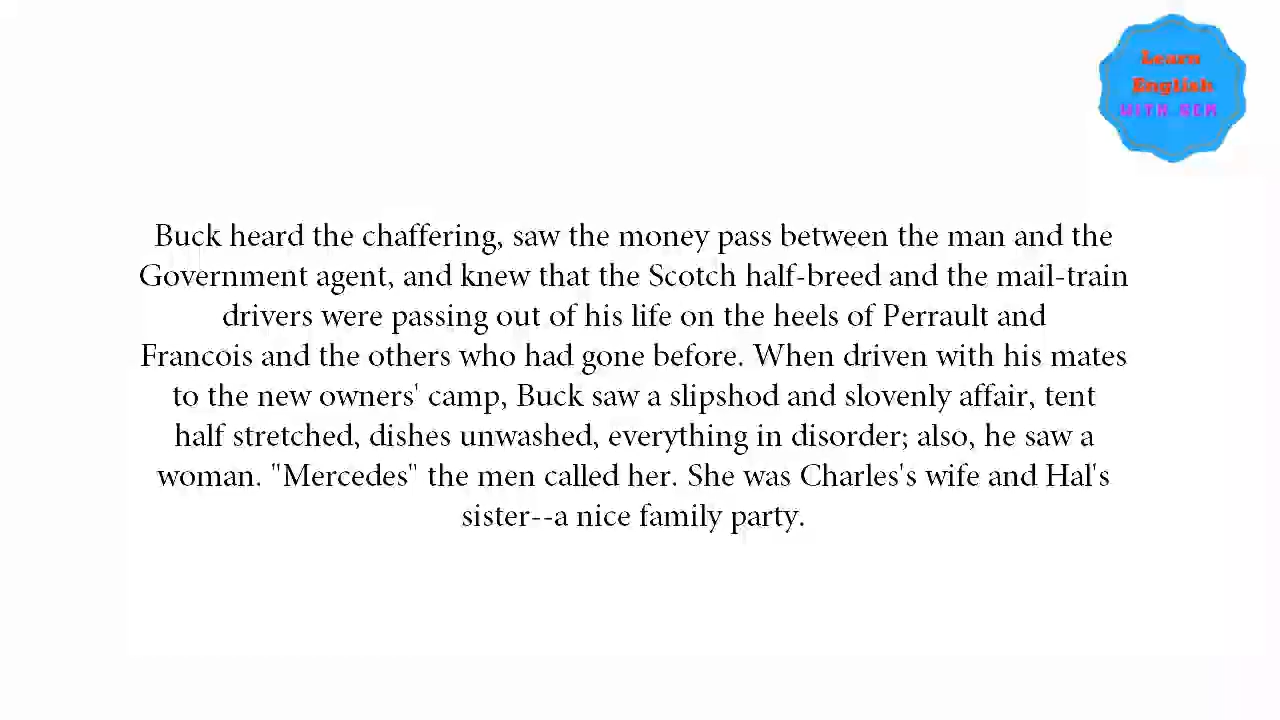 Learn
English
WITH GEM
Buck heard the chaffering, saw the money pass between the man and the
Government agent, and knew that the Scotch half-breed and the mail-train
drivers were passing out of his life on the heels of Perrault and
Francois and the others who had gone before. When driven with his mates
to the new owners' camp, Buck saw a slipshod and slovenly affair, tent
half stretched, dishes unwashed, everything in disorder; also, he saw a
woman. "Mercedes" the men called her. She was Charles's wife and Hal's
sister--a nice family party.